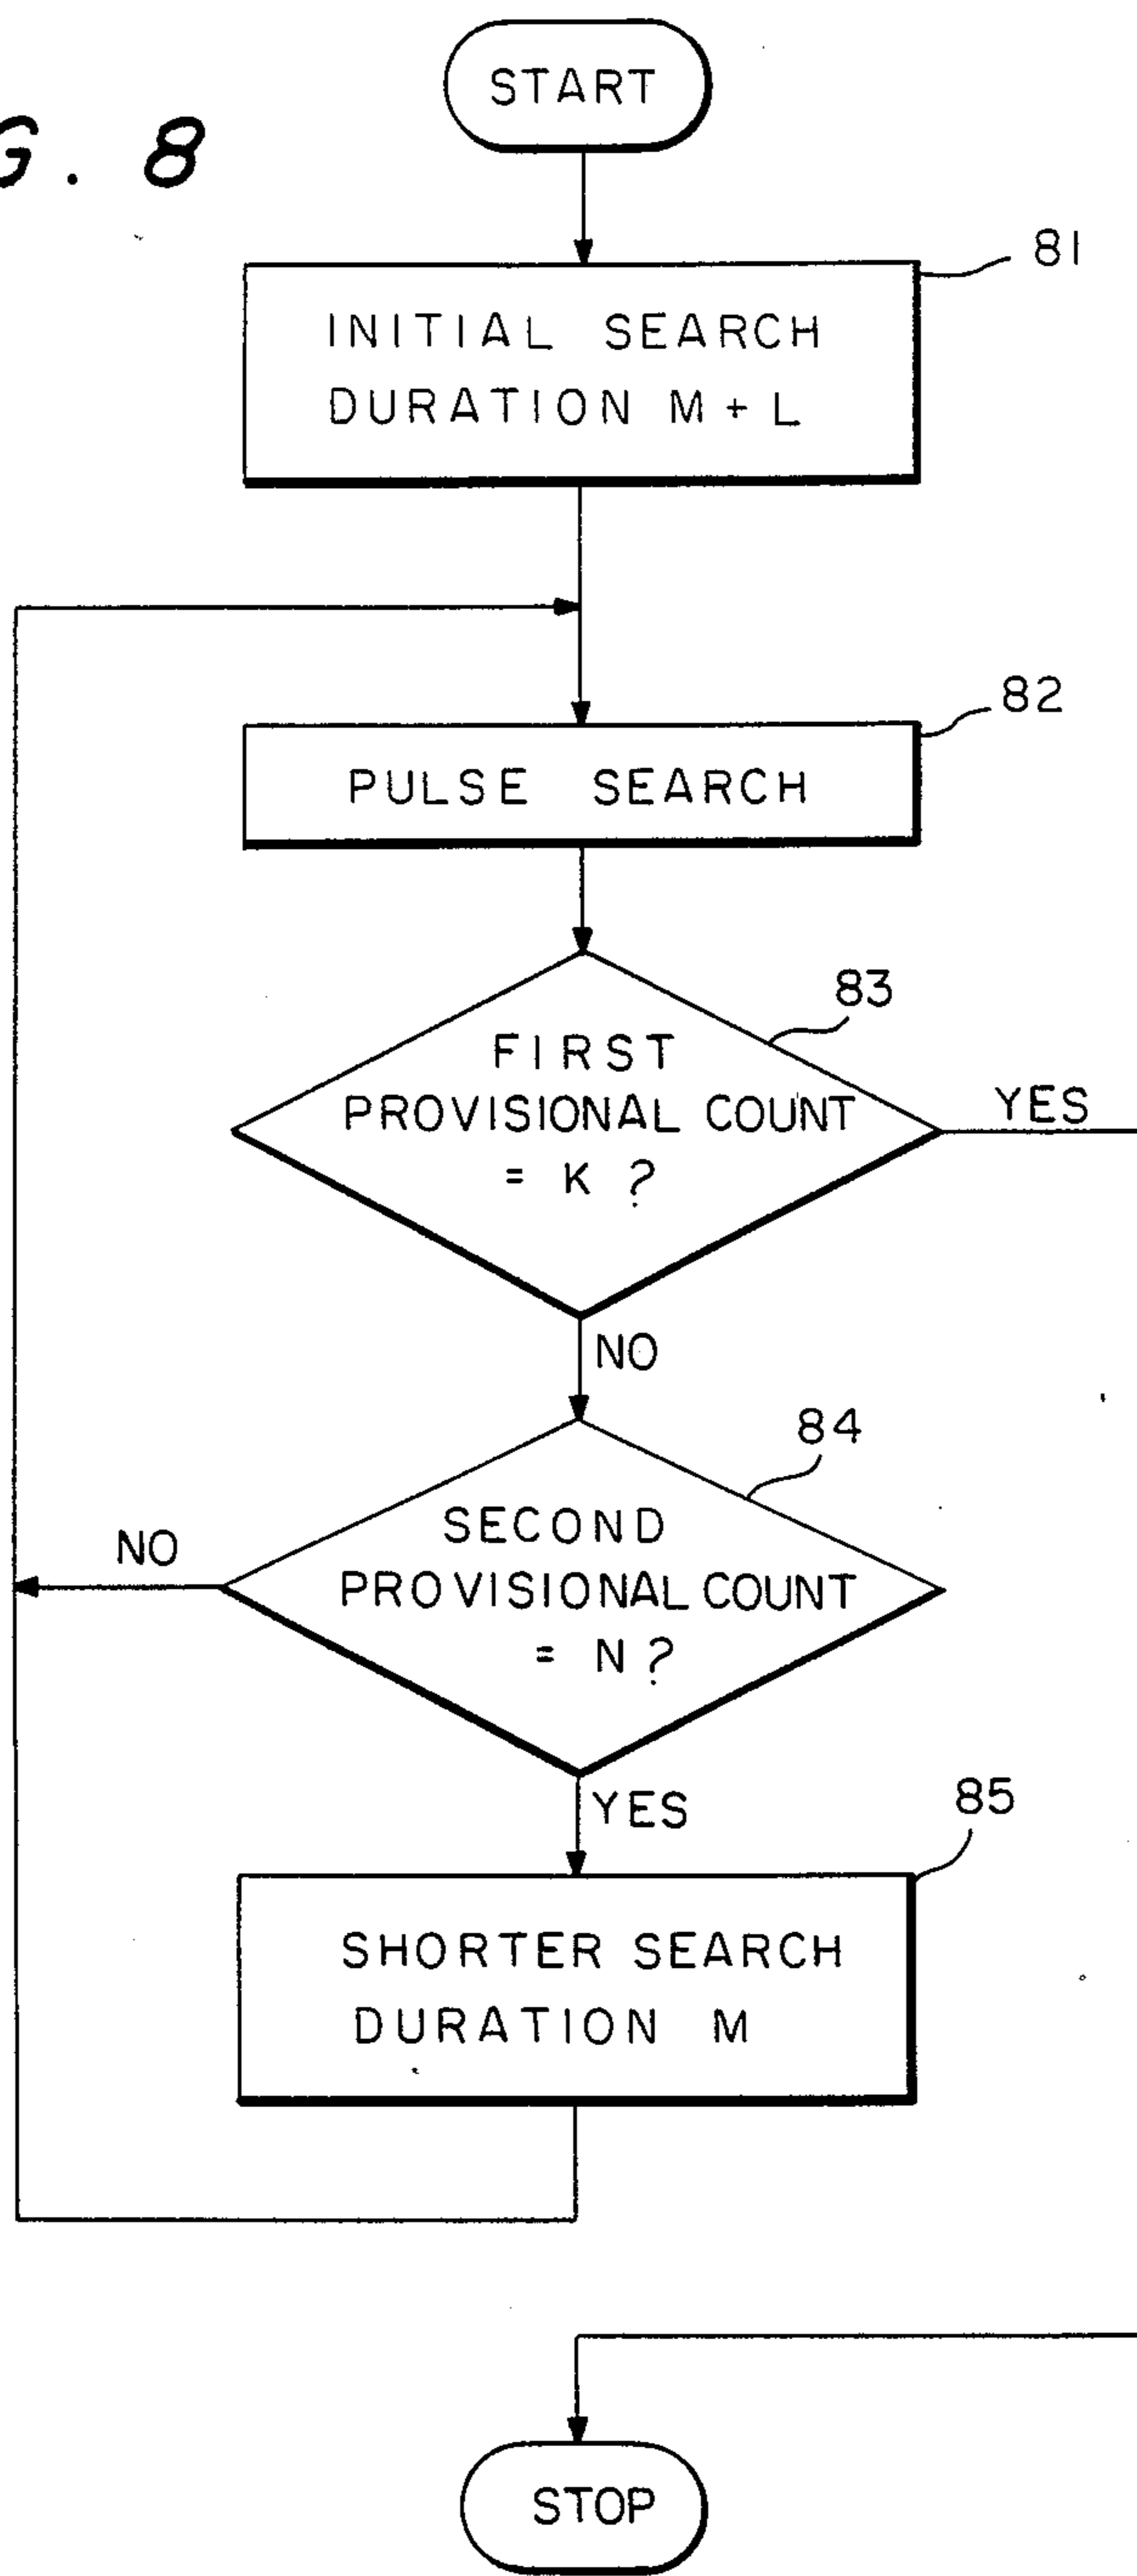 G. 8
START
81
INITIAL SEARCH
DURATION M + L
82
PULSE SEARCH
83
FIRST
PROVISIONAL COUNT
= K ?
YES
NO
84
SECOND
PROVISIONAL COUNT
= N ?
NO
YES
85
SHORTER SEARCH
DURATION M
STOP